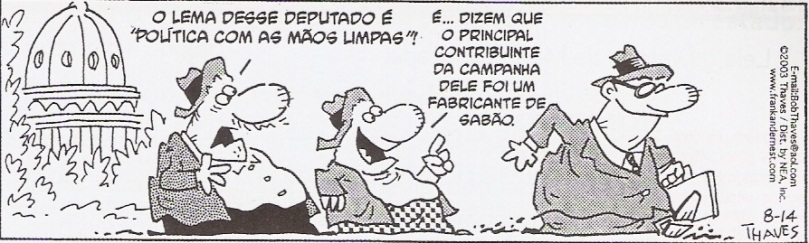 O LEMA DESSE DEPUTADO É
"POLÍTICA COM AS MÃOS LIMPAS"?
É... DIZEM QUE
O PRINCIPAL
CONTRIBUINTE
DA CAMPANHA
DELE FOI UM
FABRICANTE DE
SABÃO.
E-mail:BobThaves@aol.com
©2003 Thaves / Dist. by NEA, Inc.
www.frankandernest.com
8-14
THAVES